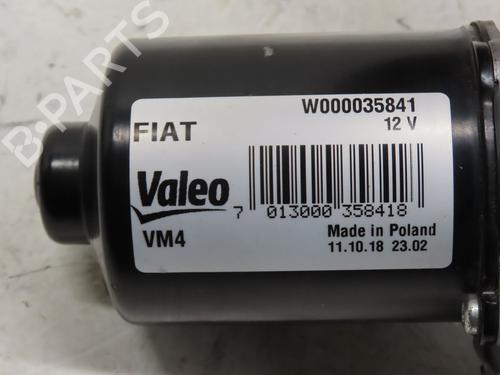 W000035841
FIAT
12 V
Valeo
7 013000 358418
VM4
Made in Poland
11.10.18 23.02
B-PARTS